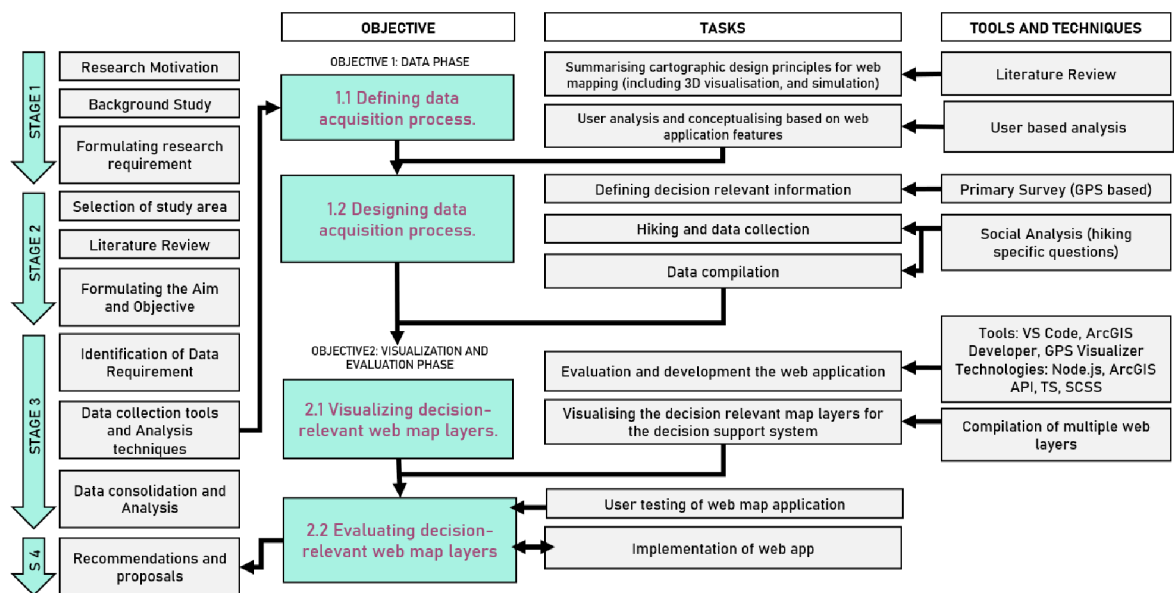 OBJECTIVE
TASKS
TOOLS AND TECHNIQUES
STAGE 1
Research Motivation
Background Study
Formulating research
requirement
STAGE 2
Selection of study area
Literature Review
Formulating the Aim
and Objective
STAGE 3
Identification of Data
Requirement
Data collection tools
and Analysis
techniques
Data consolidation and
Analysis
S 4
Recommendations and
proposals
OBJECTIVE 1: DATA PHASE
1.1 Defining data
acquisition process.
1.2 Designing data
acquisition process.
OBJECTIVE2: VISUALIZATION AND
EVALUATION PHASE
2.1 Visualizing decision-
relevant web map layers.
2.2 Evaluating decision-
relevant web map layers
Summarising cartographic design principles for web
mapping (including 3D visualisation, and simulation)
User analysis and conceptualising based on web
application features
Defining decision relevant information
Hiking and data collection
Data compilation
Evaluation and development the web application
Visualising the decision relevant map layers for
the decision support system
User testing of web map application
Implementation of web app
Literature Review
User based analysis
Primary Survey (GPS based)
Social Analysis (hiking
specific questions)
Tools: VS Code, ArcGIS
Developer, GPS Visualizer
Technologies: Node.js, ArcGIS
API, TS, SCSS
Compilation of multiple web
layers